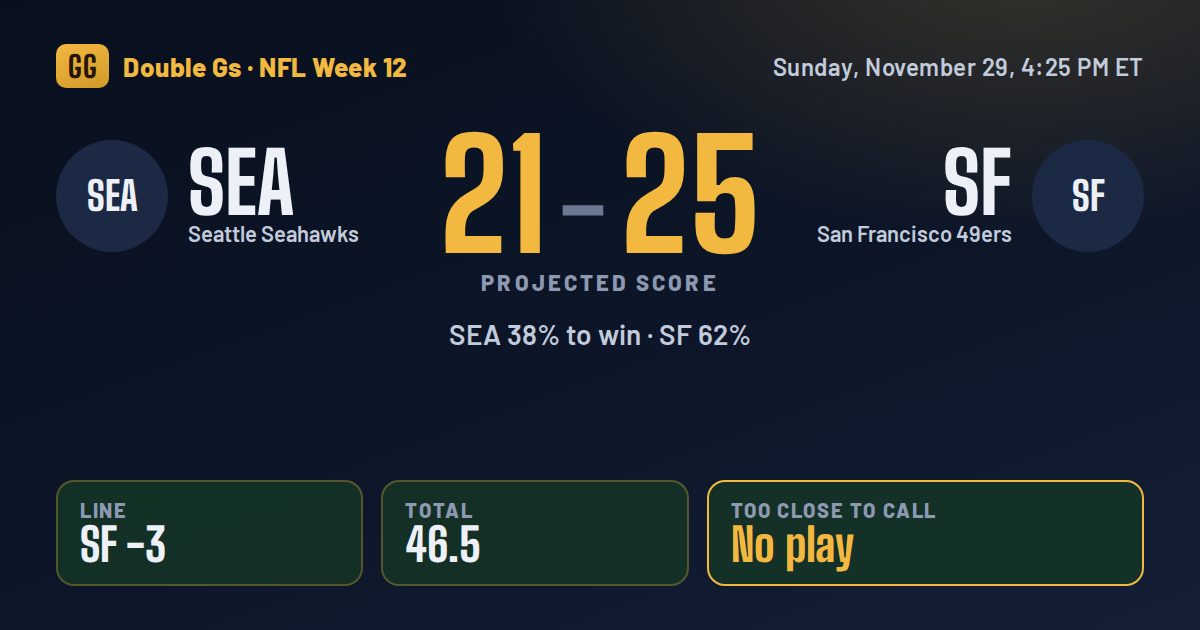 GG Double Gs · NFL Week 12
Sunday, November 29, 4:25 PM ET
SEA
SEA
Seattle Seahawks
21 – 25
PROJECTED SCORE
SEA 38% to win · SF 62%
SF
San Francisco 49ers
SF
LINE
SF −3
TOTAL
46.5
TOO CLOSE TO CALL
No play